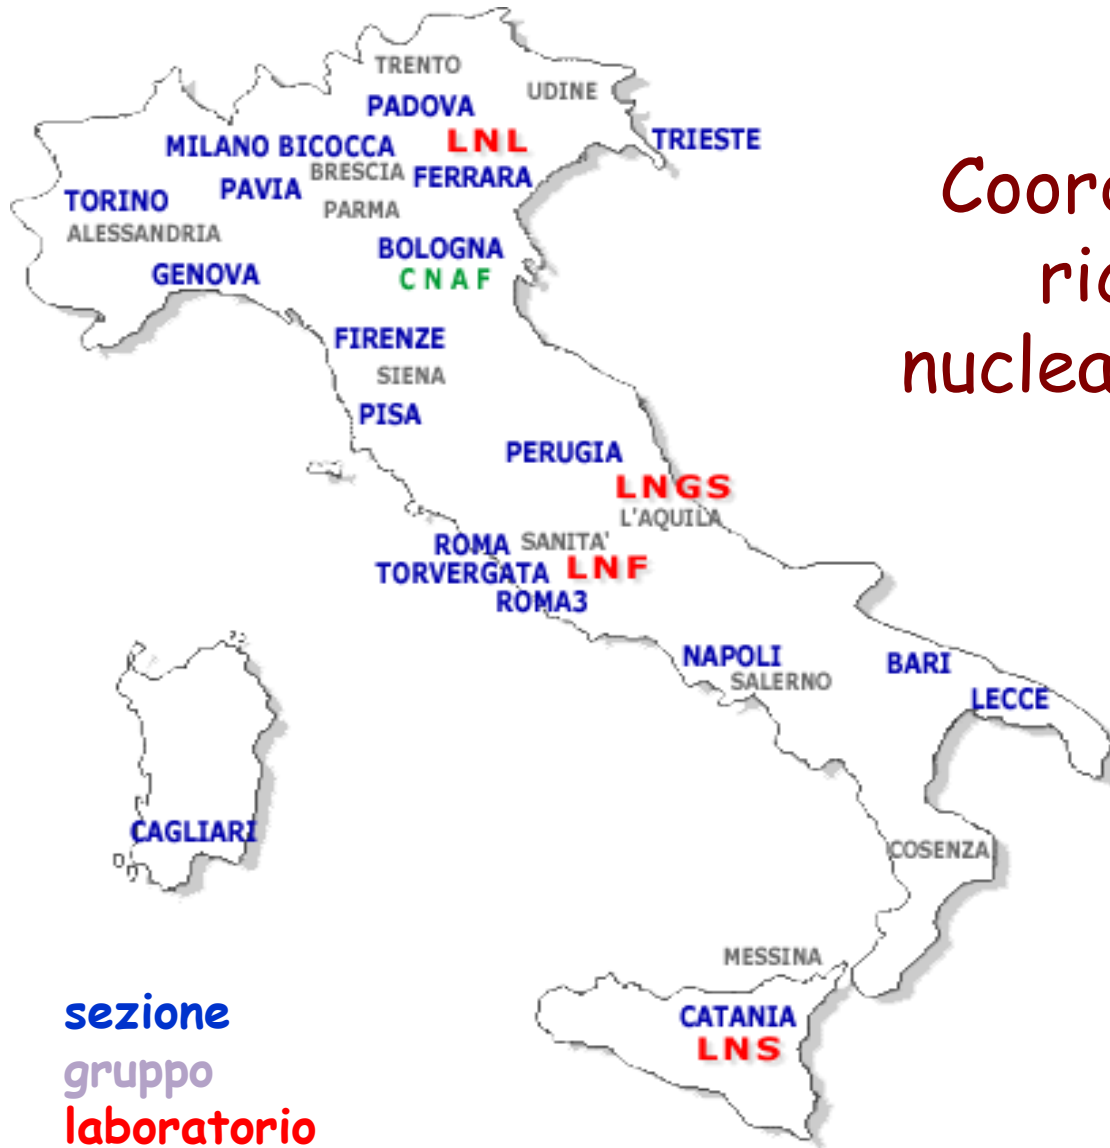 TRENTO
UDINE
PADOVA
MILANO BICOCCA
LNL
TRIESTE
BRESCIA
PAVIA
FERRARA
TORINO
PARMA
ALESSANDRIA
BOLOGNA
GENOVA
CNAF
FIRENZE
SIENA
PISA
PERUGIA
LNGS
L'AQUILA
ROMA
SANITA'
TORVERGATA
LNF
ROMA3
NAPOLI
SALERNO
BARI
LECCE
CAGLIARI
COSENZA
MESSINA
CATANIA
LNS
sezione
gruppo
laboratorio